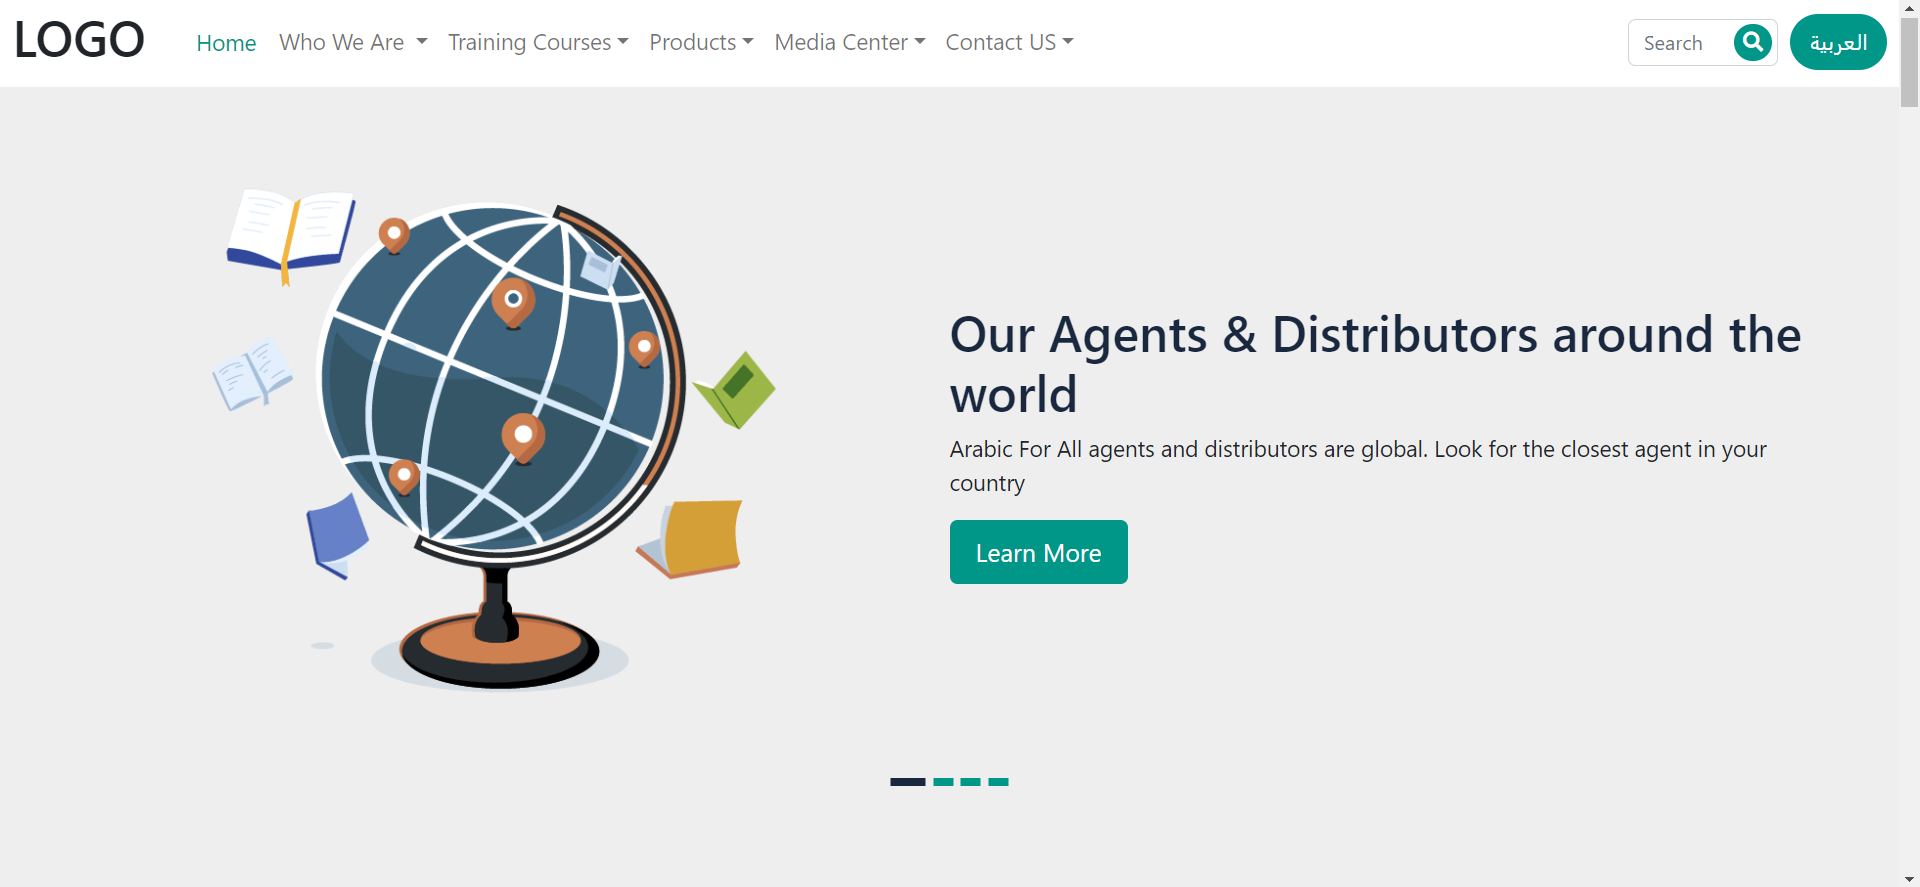 LOGO
Home Who We Are Training Courses Products Media Center Contact US Search العربية
Our Agents & Distributors around the
world
Arabic For All agents and distributors are global. Look for the closest agent in your
country
Learn More